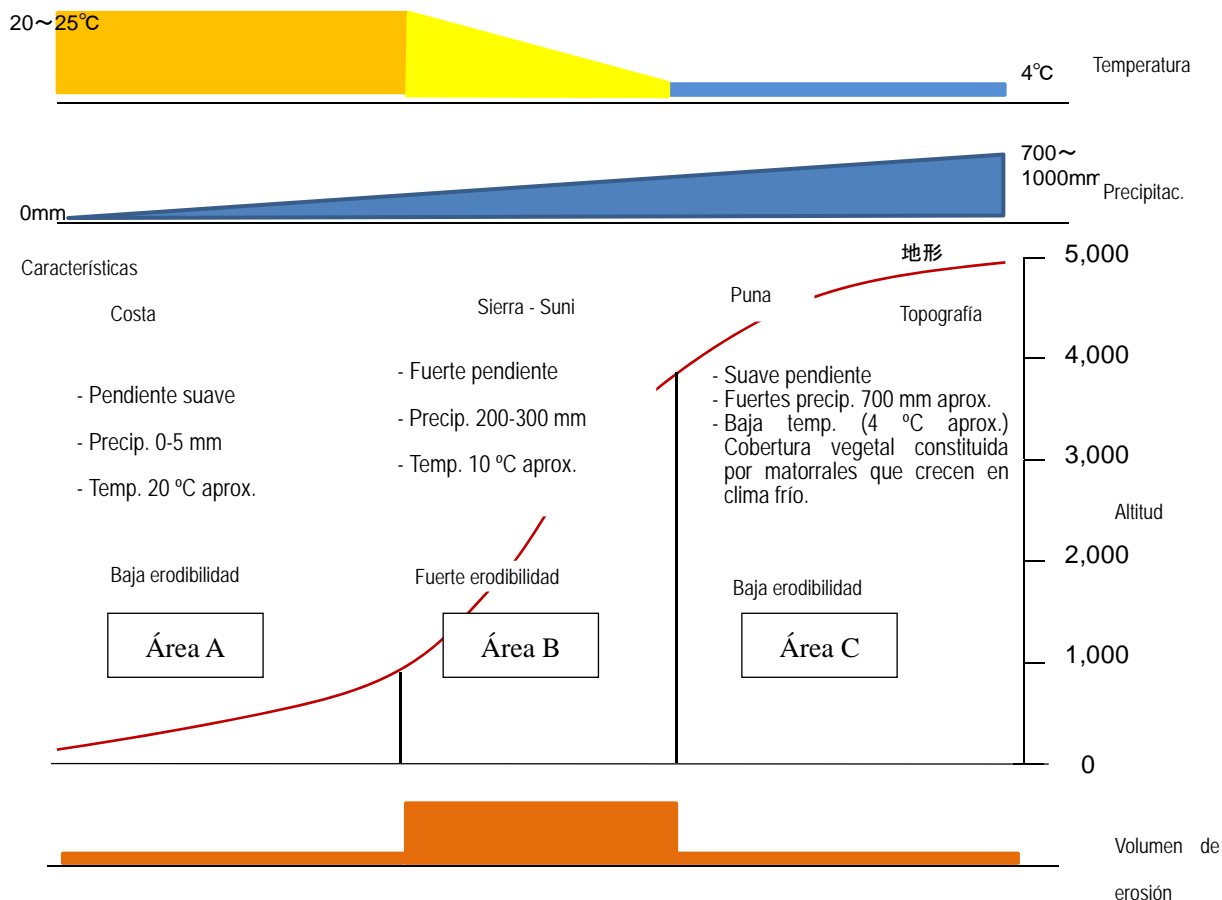 20～25℃
4℃
Temperatura
700～
1000mm
Precipitac.
0mm
Características
地形
5,000
Costa
Sierra - Suni
Puna
Topografía
4,000
- Pendiente suave
- Precip. 0-5 mm
- Temp. 20 ºC aprox.
- Fuerte pendiente
- Precip. 200-300 mm
- Temp. 10 ºC aprox.
- Suave pendiente
- Fuertes precip. 700 mm aprox.
- Baja temp. (4 ºC aprox.)
Cobertura vegetal constituida
por matorrales que crecen en
clima frío.
3,000
Altitud
2,000
Baja erodibilidad
Fuerte erodibilidad
Baja erodibilidad
Área A
Área B
Área C
1,000
0
Volumen de
erosión